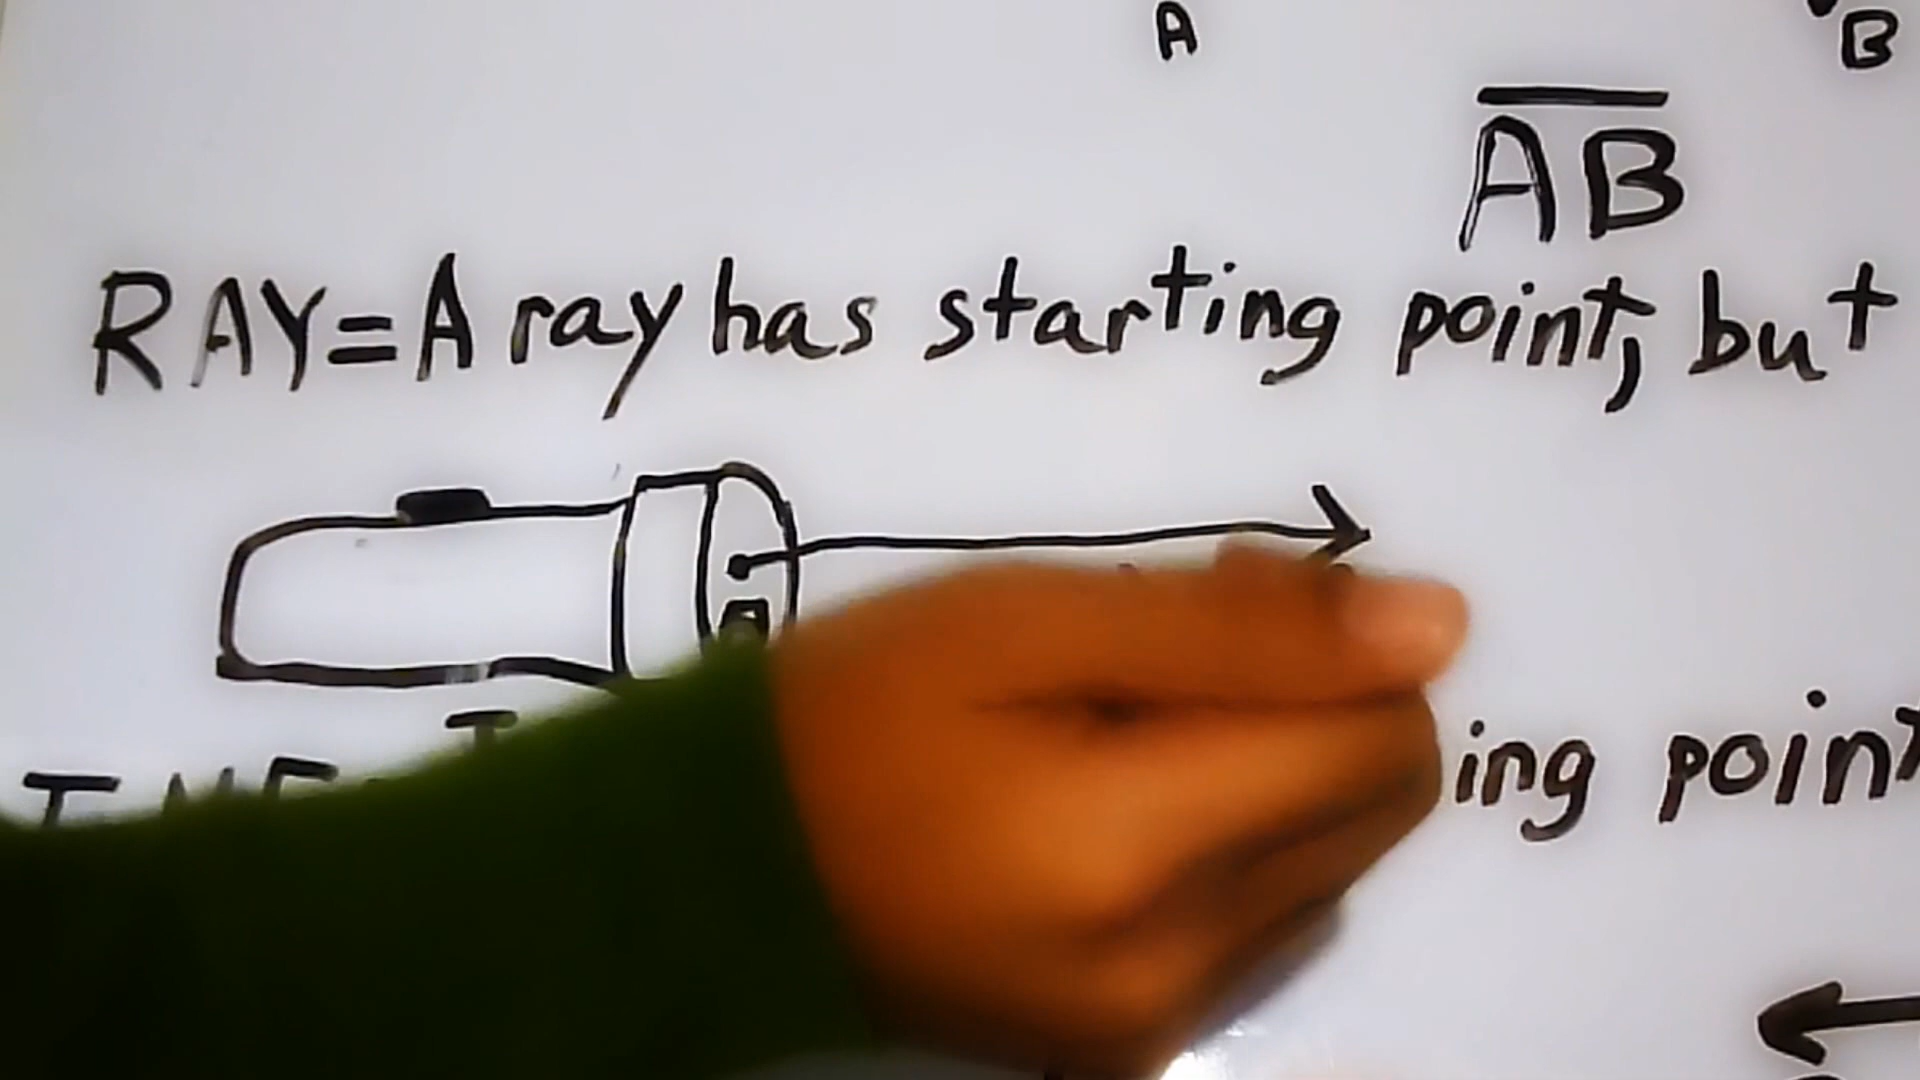 A B
AB
RAY=A ray has starting point, but
A
ing point